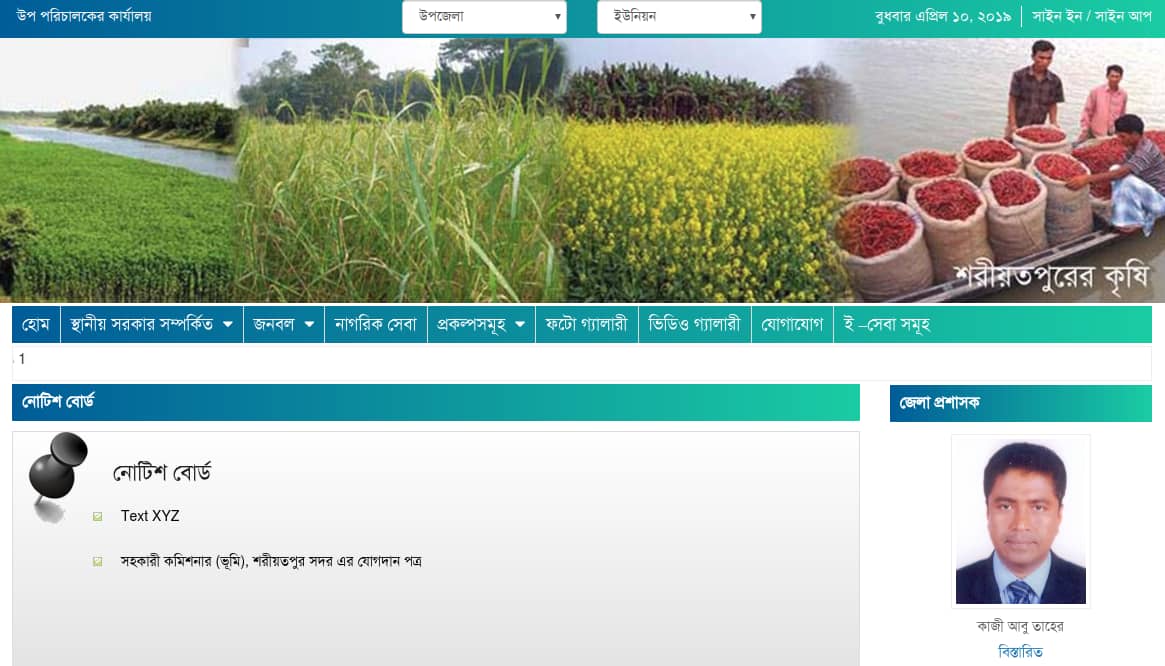 উপ পরিচালকের কার্যালয়
উপজেলা
ইউনিয়ন
বুধবার এপ্রিল ১০, ২০১৯
সাইন ইন / সাইন আপ
শরীয়তপুরের কৃষি
হোম
স্থানীয় সরকার সম্পর্কিত
জনবল
নাগরিক সেবা
প্রকল্পসমূহ
ফটো গ্যালারী
ভিডিও গ্যালারী
যোগাযোগ
ই –সেবা সমূহ
1
নোটিশ বোর্ড
জেলা প্রশাসক
নোটিশ বোর্ড
Text XYZ
সহকারী কমিশনার (ভূমি), শরীয়তপুর সদর এর যোগদান পত্র
কাজী আবু তাহের
বিস্তারিত